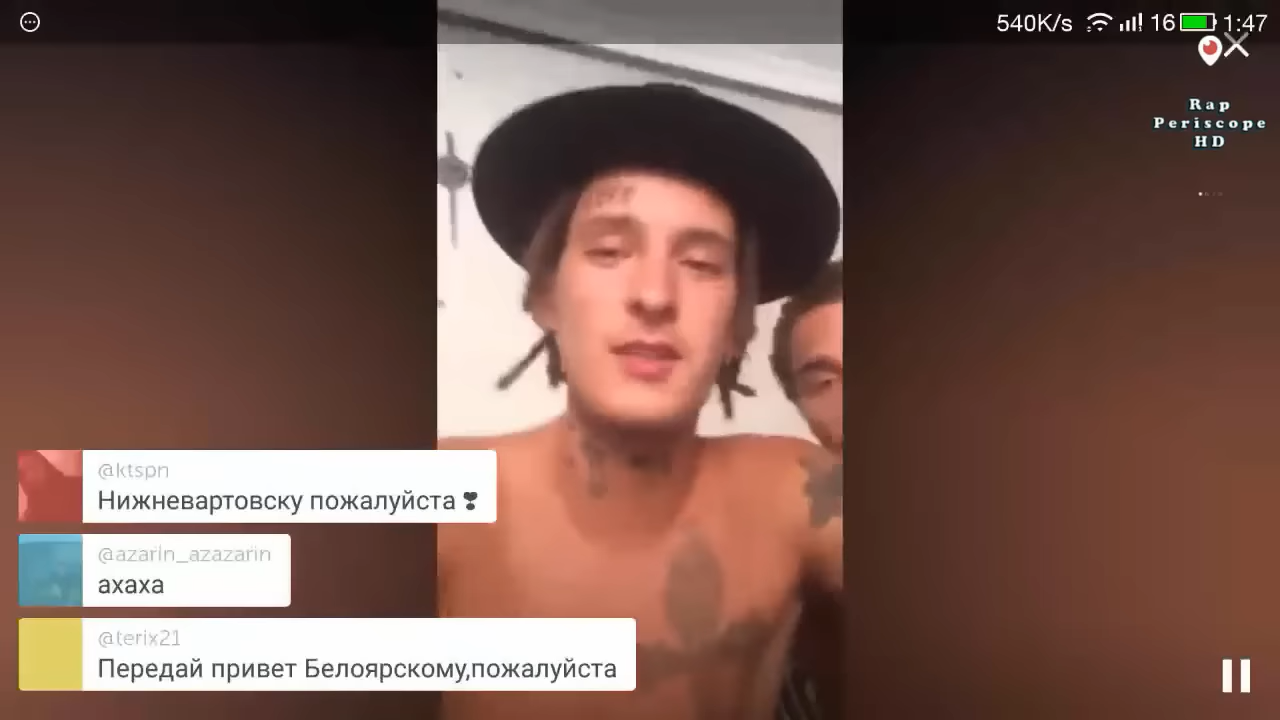 540K/s 16 1:47
Rap
Periscope
HD
@ktspn
Нижневартовску пожалуйста ❣
@azarin_azazarin
ахаха
@terix21
Передай привет Белоярскому,пожалуйста